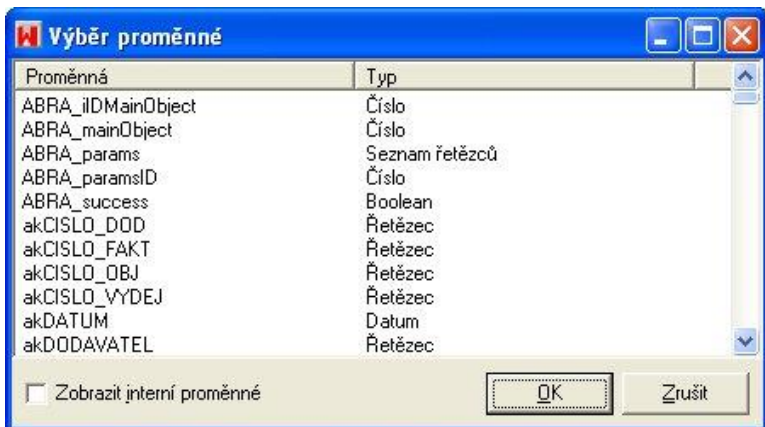 Výběr proměnné
Proměnná Typ
ABRA_iIDMainObject Číslo
ABRA_mainObject Číslo
ABRA_params Seznam řetězců
ABRA_paramsID Číslo
ABRA_success Boolean
akCISLO_DOD Řetězec
akCISLO_FAKT Řetězec
akCISLO_OBJ Řetězec
akCISLO_VYDEJ Řetězec
akDATUM Datum
akDODAVATEL Řetězec
Zobrazit interní proměnné OK Zrušit